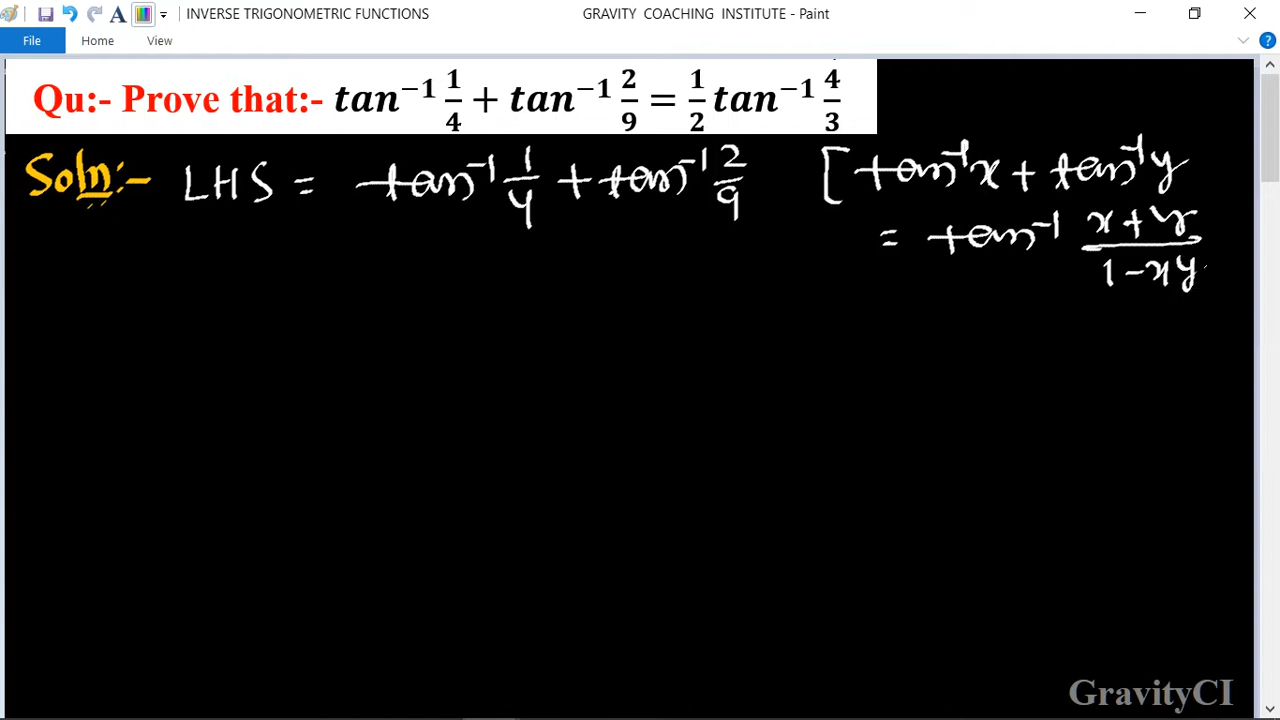 INVERSE TRIGONOMETRIC FUNCTIONS GRAVITY COACHING INSTITUTE - Paint
File Home View
Qu:- Prove that:- tan⁻¹ 1/4 + tan⁻¹ 2/9 = 1/2 tan⁻¹ 4/3
Soln:- LHS = tan⁻¹ 1/4 + tan⁻¹ 2/9 [tan⁻¹x + tan⁻¹y
= tan⁻¹ (x+y)/(1-xy)
GravityCI